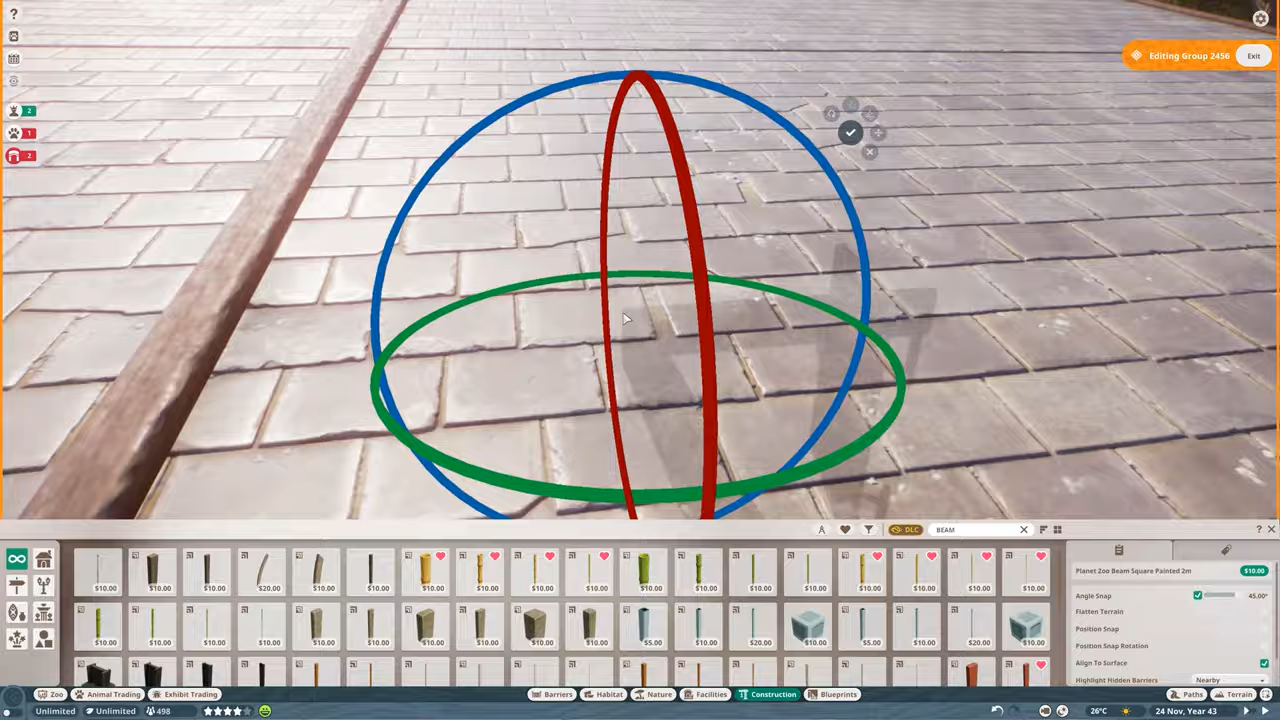 ?
Editing Group 2456
Exit
2
1
2
DLC
BEAM
?
$10.00 $10.00 $10.00 $20.00 $10.00 $10.00 $10.00 $10.00 $10.00 $10.00 $10.00 $10.00 $10.00 $10.00 $10.00 $10.00 $10.00 $10.00
$10.00 $10.00 $10.00 $10.00 $10.00 $10.00 $10.00 $10.00 $10.00 $10.00 $5.00 $10.00 $20.00 $10.00 $5.00 $10.00 $20.00 $10.00
Planet Zoo Beam Square Painted 2m
$10.00
Angle Snap
45.00°
Flatten Terrain
Position Snap
Position Snap Rotation
Align To Surface
Highlight Hidden Barriers
Nearby
Zoo
Animal Trading
Exhibit Trading
Barriers
Habitat
Nature
Facilities
Construction
Blueprints
Paths
Terrain
Unlimited
Unlimited
498
26°C
24 Nov, Year 43